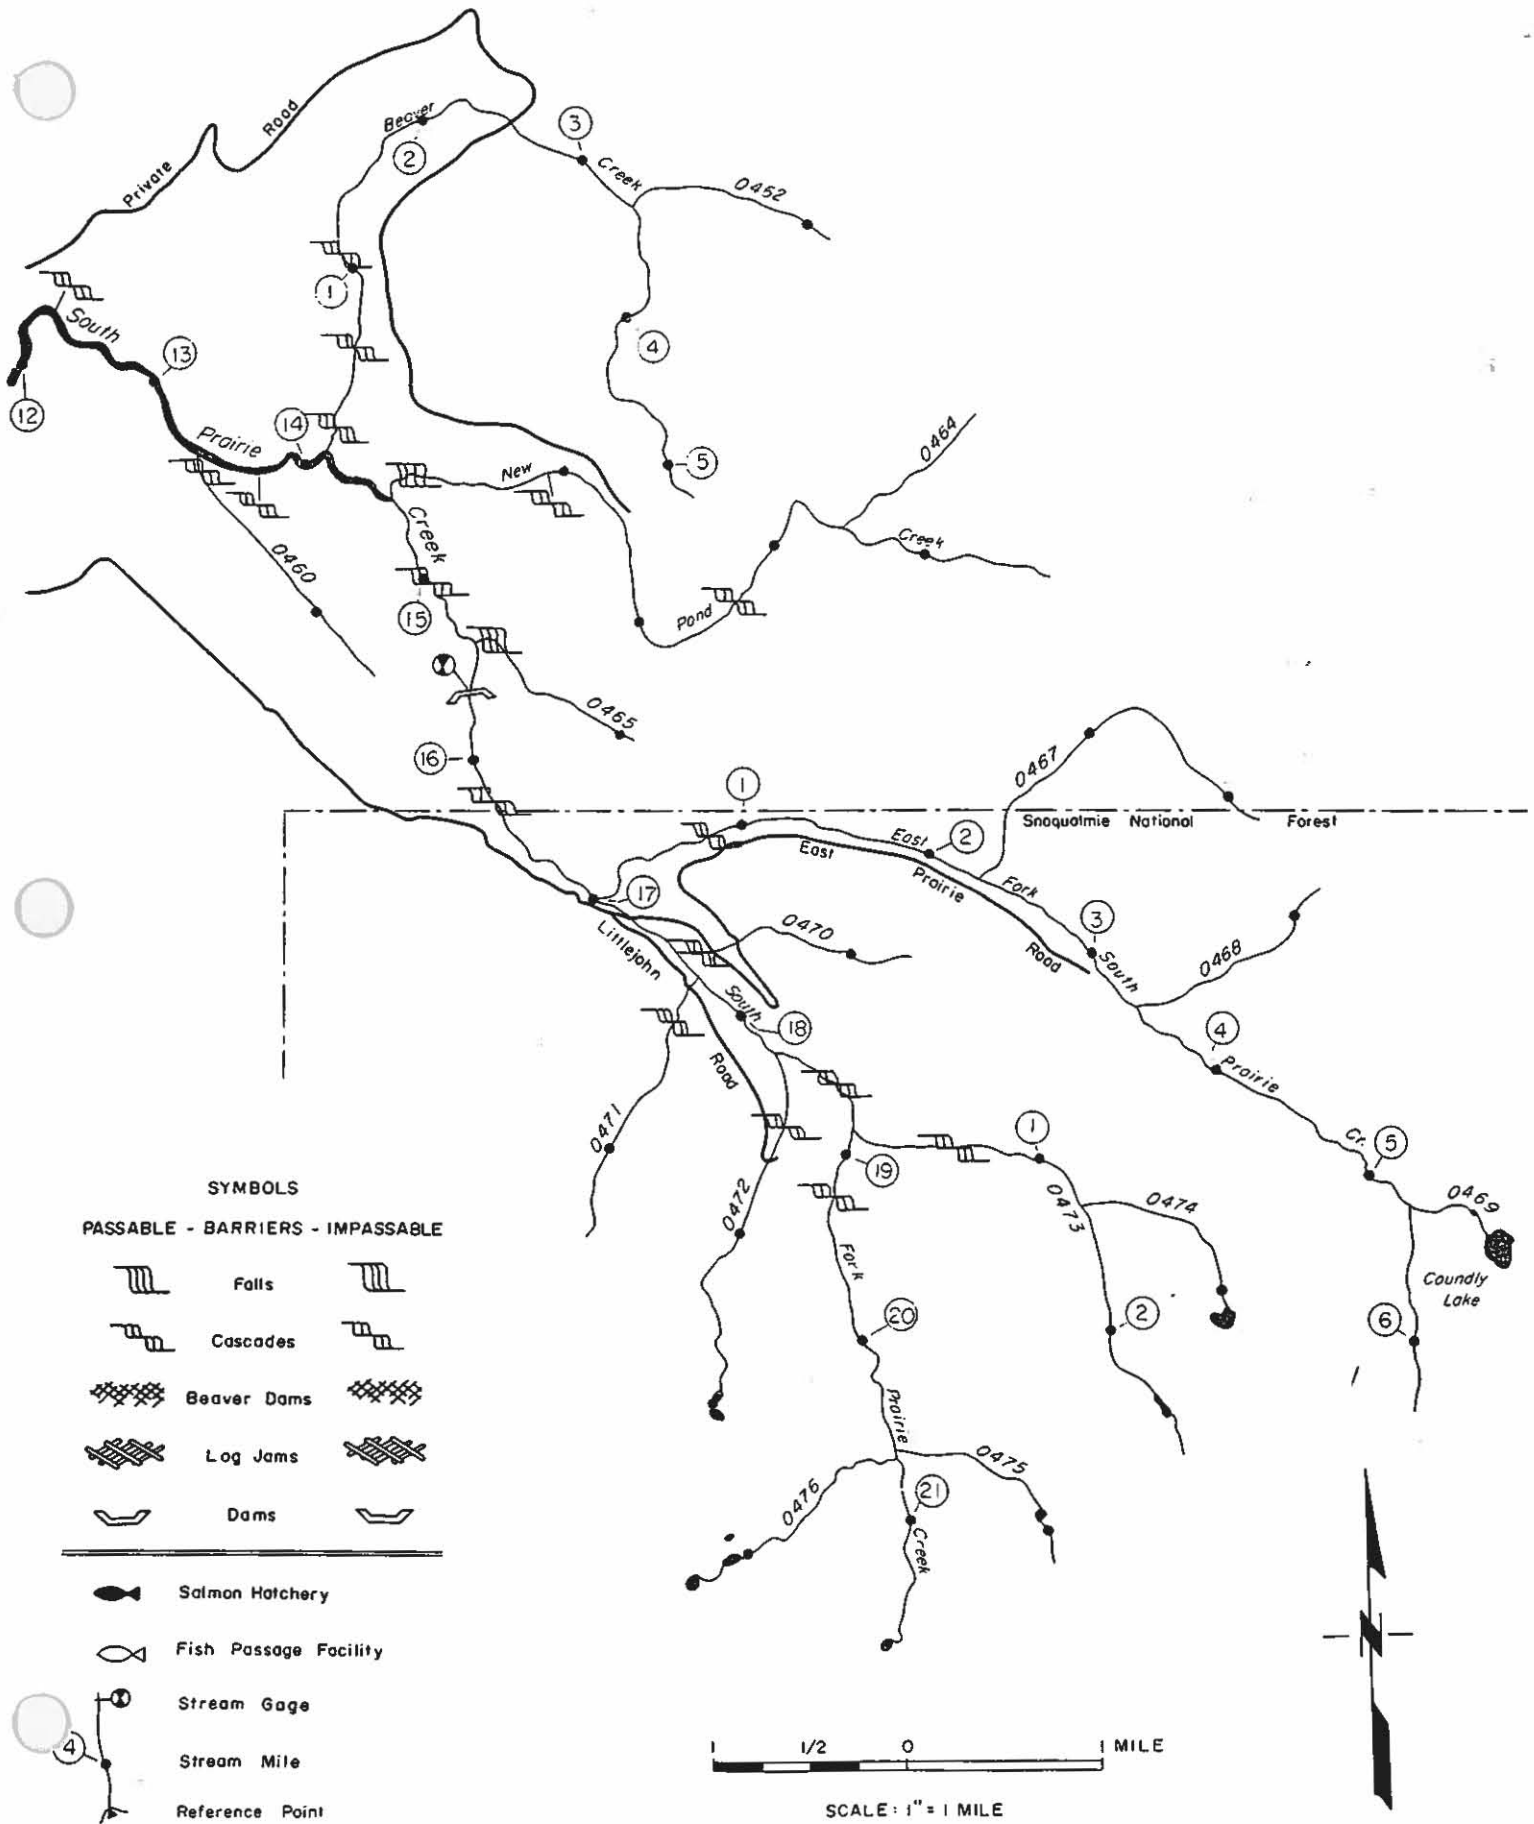 Private
Road
Beaver
2
3
Creek
0452
1
4
South
13
12
14
Prairie
5
New
0464
Creek
Creek
0460
15
Pond
0465
16
1
0467
Snoqualmie National Forest
East
2
East
Fork
Prairie
17
3
Littlejohn
0470
Road
South
0468
South
18
4
Road
Prairie
0471
1
Cr.
5
19
0472
0473
0474
0469
SYMBOLS
PASSABLE - BARRIERS - IMPASSABLE
Falls
Cascades
Beaver Dams
Log Jams
Dams
Fork
Coundly
Lake
20
2
6
Prairie
0475
0476
21
Creek
Salmon Hatchery
Fish Passage Facility
Stream Gage
4
Stream Mile
Reference Point
N
1 1/2 0 1 MILE
SCALE: 1" = 1 MILE